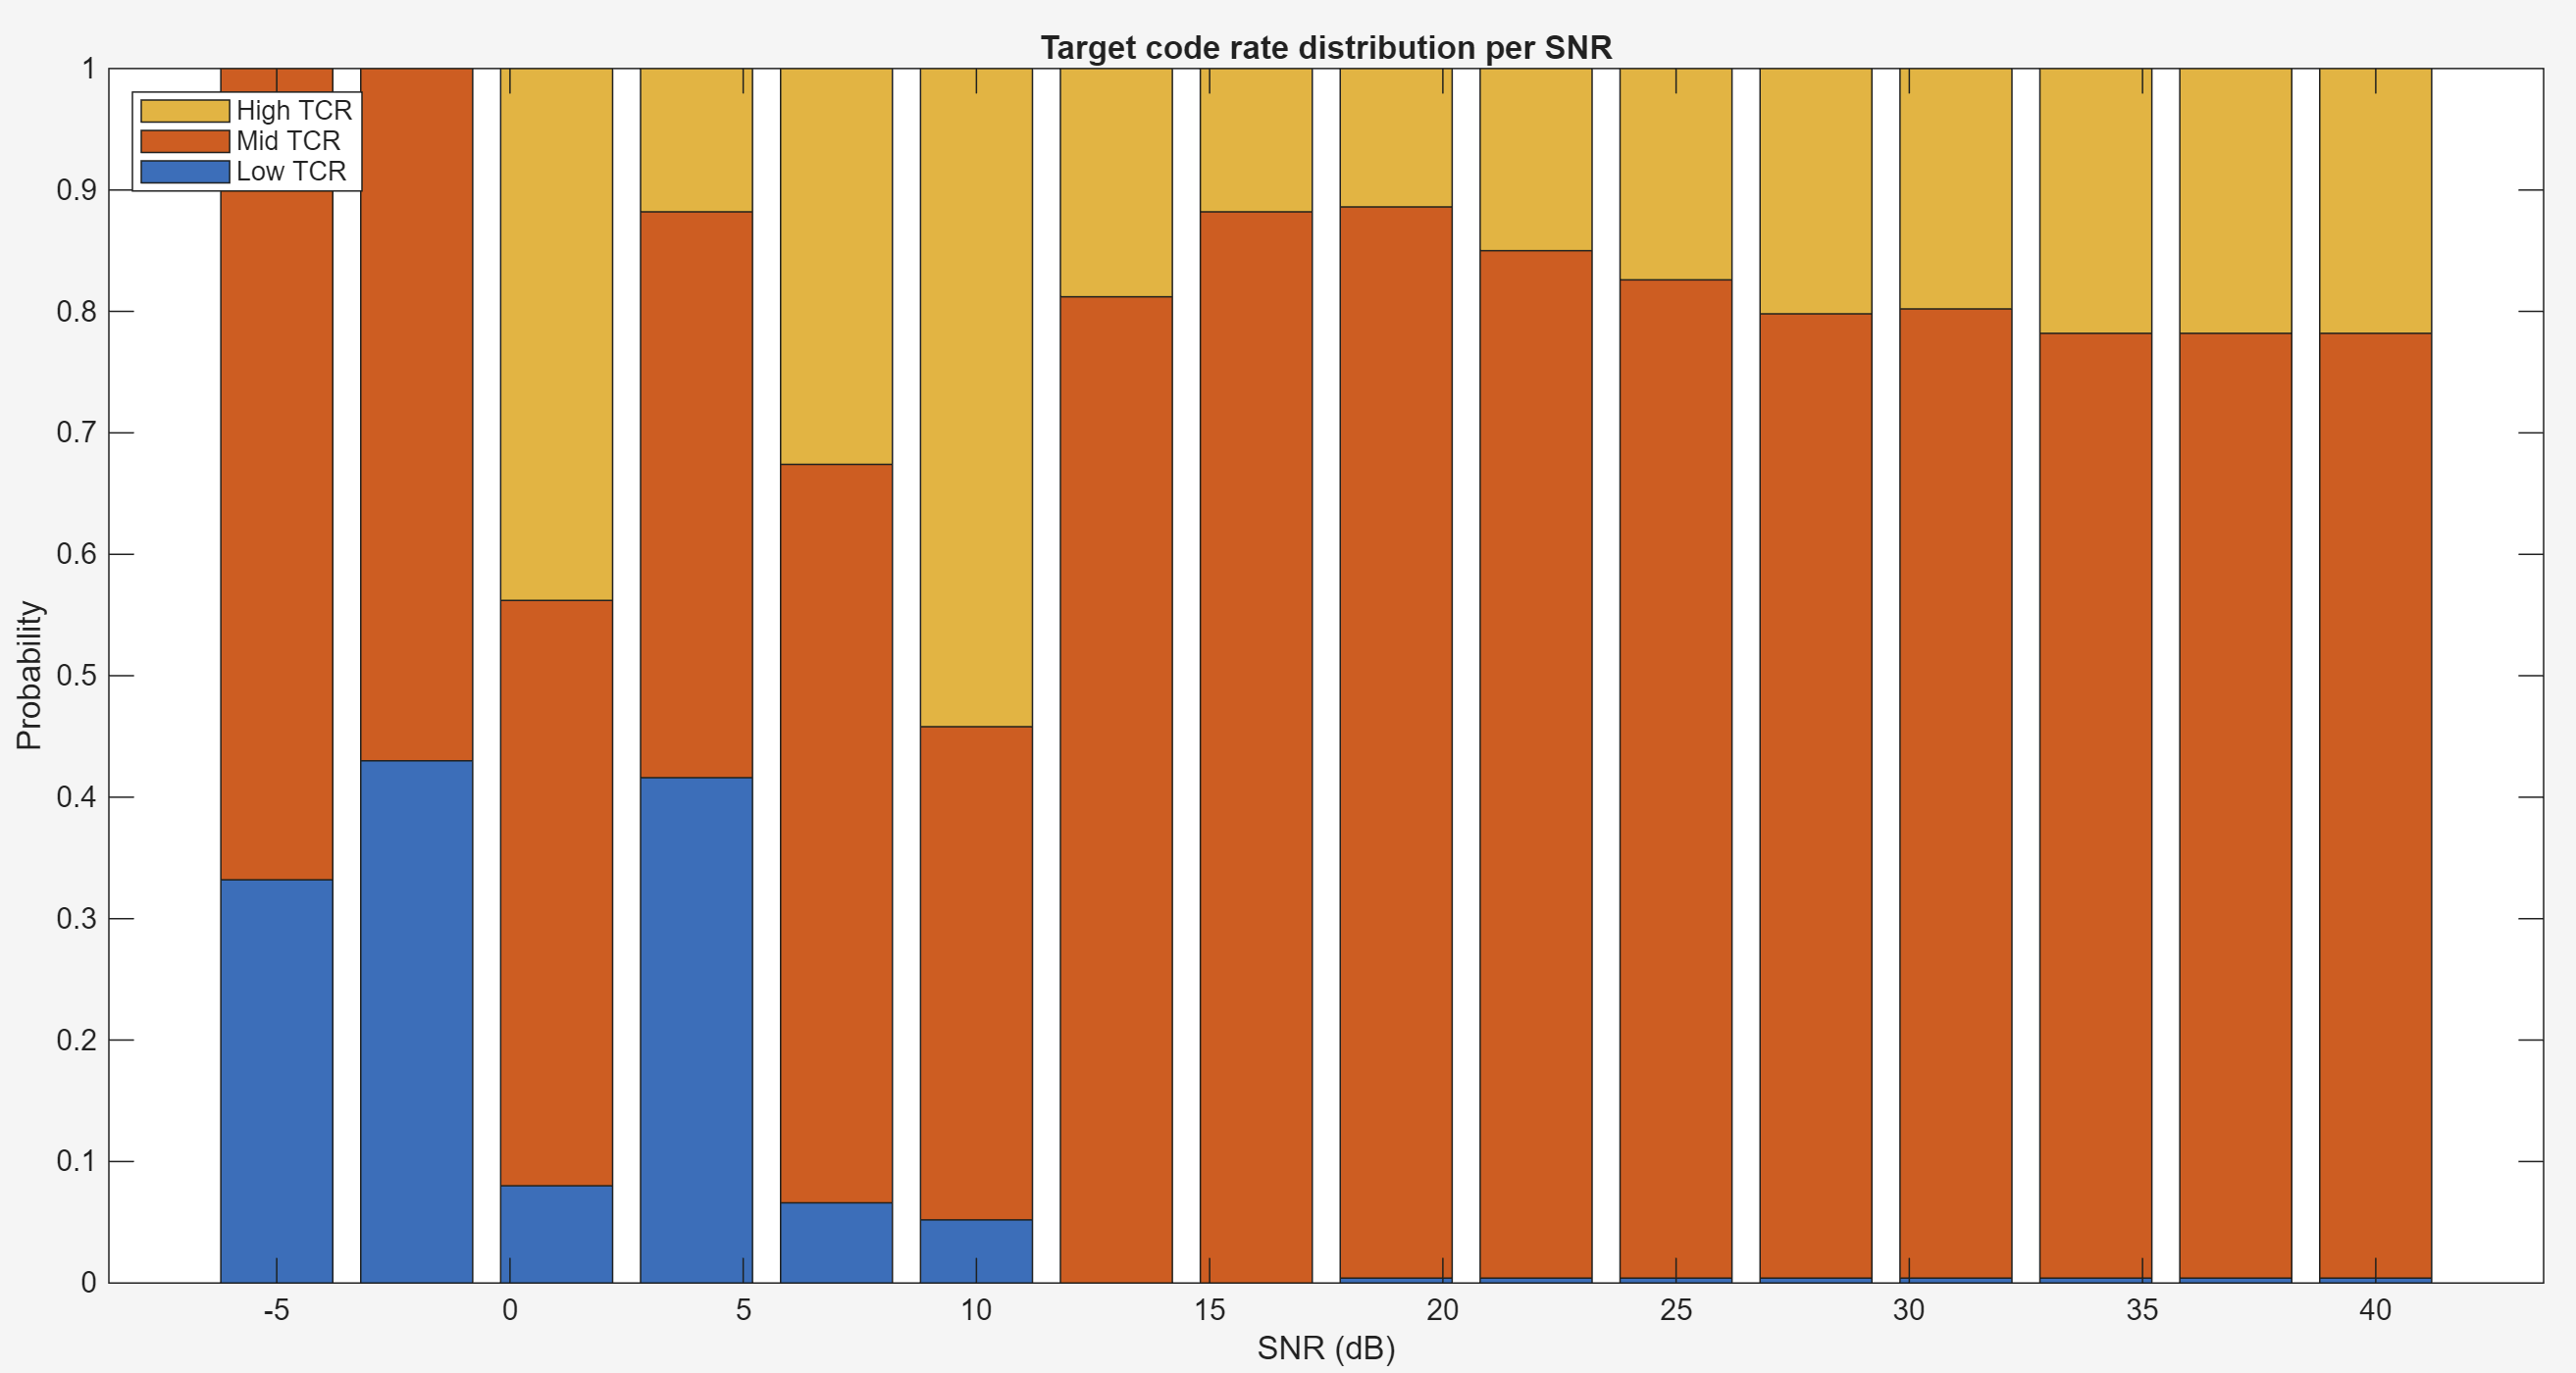 Target code rate distribution per SNR
High TCR
Mid TCR
Low TCR
1
0.9
0.8
0.7
0.6
0.5
0.4
0.3
0.2
0.1
0
Probability
-5 0 5 10 15 20 25 30 35 40
SNR (dB)